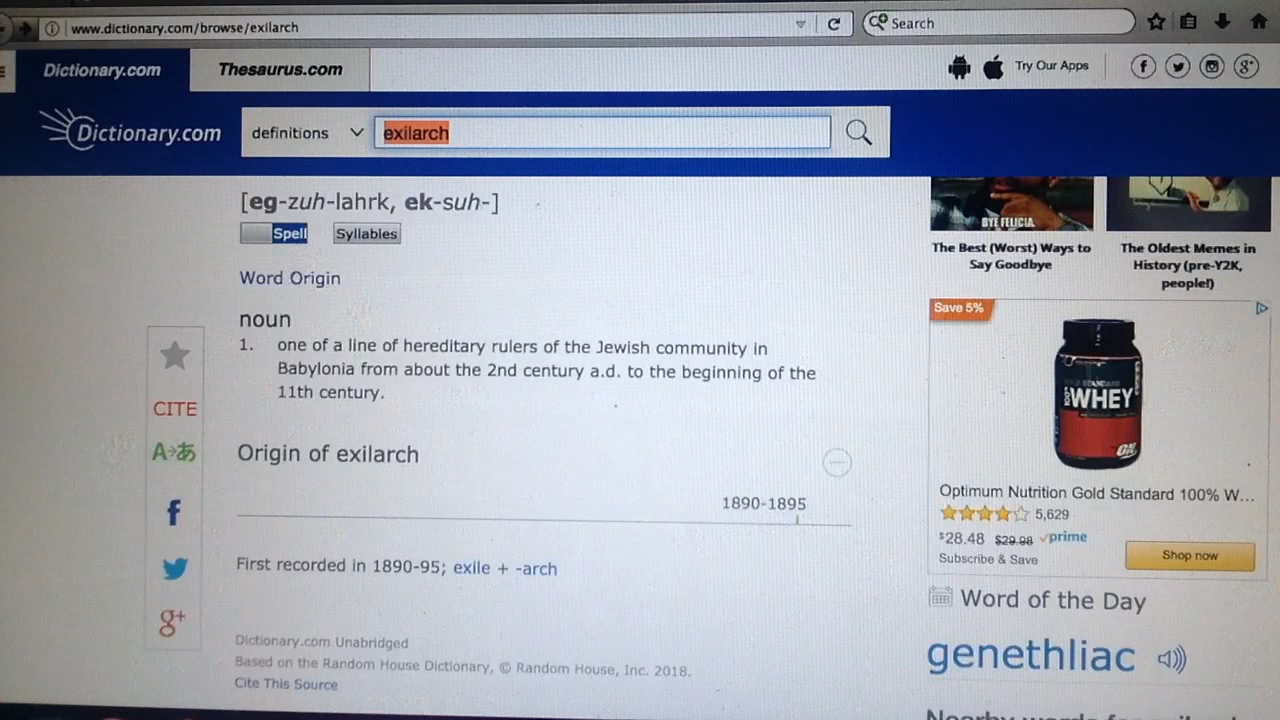 www.dictionary.com/browse/exilarch
Search
Dictionary.com
Thesaurus.com
Try Our Apps
Dictionary.com
definitions
exilarch
[eg-zuh-lahrk, ek-suh-]
Spell
Syllables
Word Origin
noun
1. one of a line of hereditary rulers of the Jewish community in
Babylonia from about the 2nd century a.d. to the beginning of the
11th century.
CITE
A→あ
Origin of exilarch
1890-1895
First recorded in 1890-95; exile + -arch
Dictionary.com Unabridged
Based on the Random House Dictionary, © Random House, Inc. 2018.
Cite This Source
BYE FELICIA.
The Best (Worst) Ways to
Say Goodbye
The Oldest Memes in
History (pre-Y2K,
people!)
Save 5%
GOLD STANDARD
100% WHEY
ON
Optimum Nutrition Gold Standard 100% W...
5,629
$28.48 $29.98 prime
Subscribe & Save
Shop now
Word of the Day
genethliac